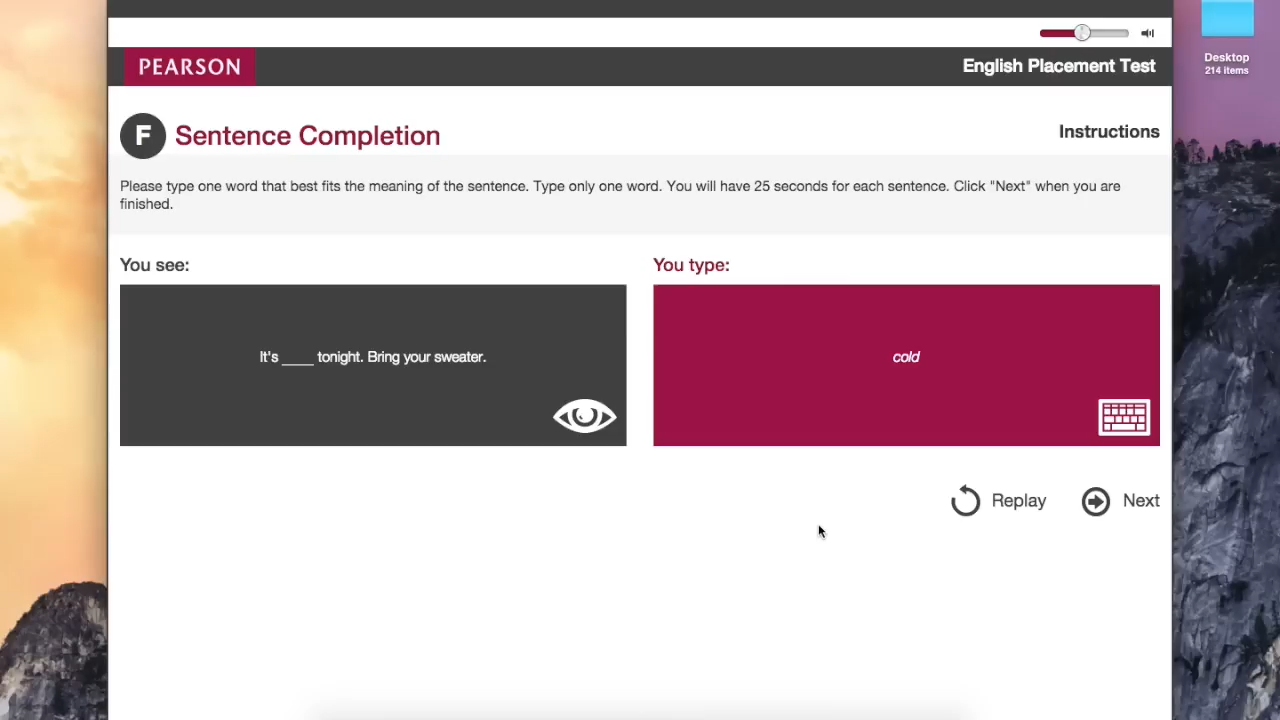 PEARSON
English Placement Test
Desktop
214 items
F Sentence Completion
Instructions
Please type one word that best fits the meaning of the sentence. Type only one word. You will have 25 seconds for each sentence. Click "Next" when you are
finished.
You see:
You type:
It's ____ tonight. Bring your sweater.
cold
Replay
Next